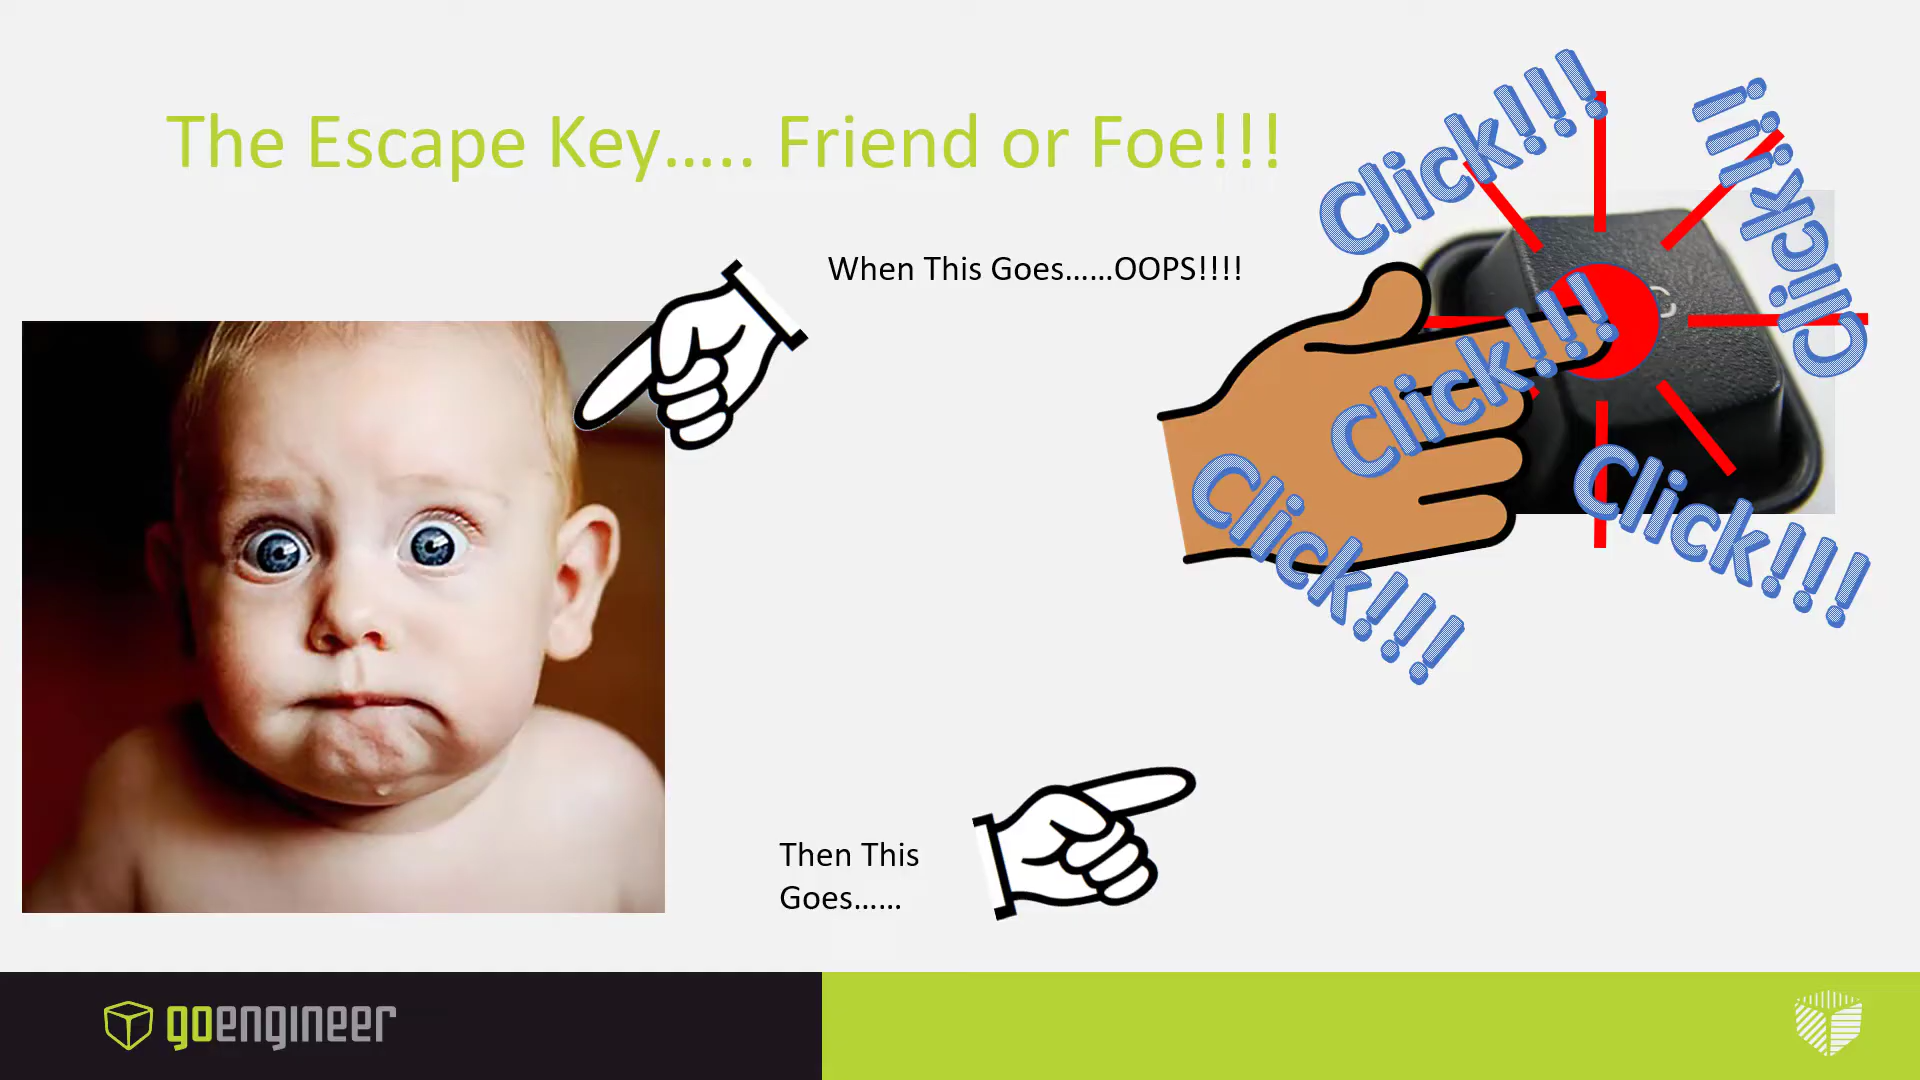 The Escape Key….. Friend or Foe!!!
When This Goes……OOPS!!!!
Click!!!
Click!!!
Click!!!
Click!!!
Click!!!
Then This
Goes……
goengineer